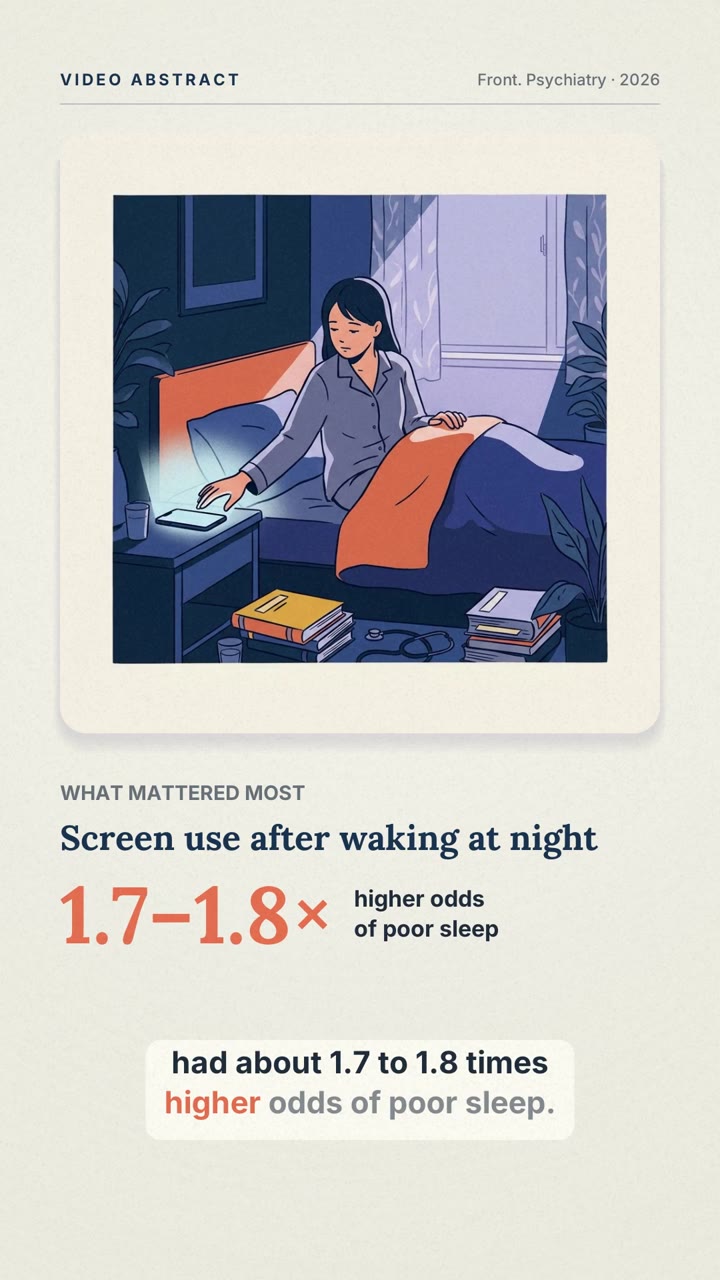 VIDEO ABSTRACT
Front. Psychiatry · 2026
WHAT MATTERED MOST
Screen use after waking at night
1.7–1.8×
higher odds
of poor sleep
had about 1.7 to 1.8 times
higher odds of poor sleep.